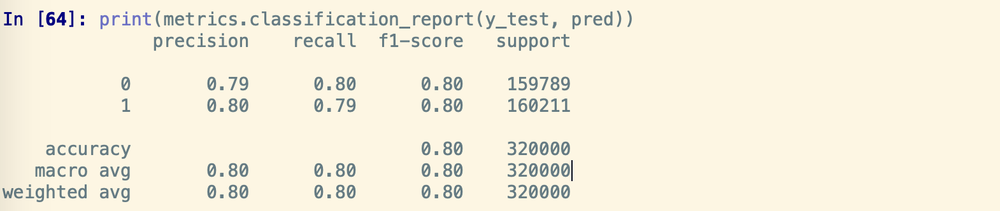 In [64]: print(metrics.classification_report(y_test, pred))
precision recall f1-score support
0 0.79 0.80 0.80 159789
1 0.80 0.79 0.80 160211
accuracy 0.80 320000
macro avg 0.80 0.80 0.80 320000
weighted avg 0.80 0.80 0.80 320000